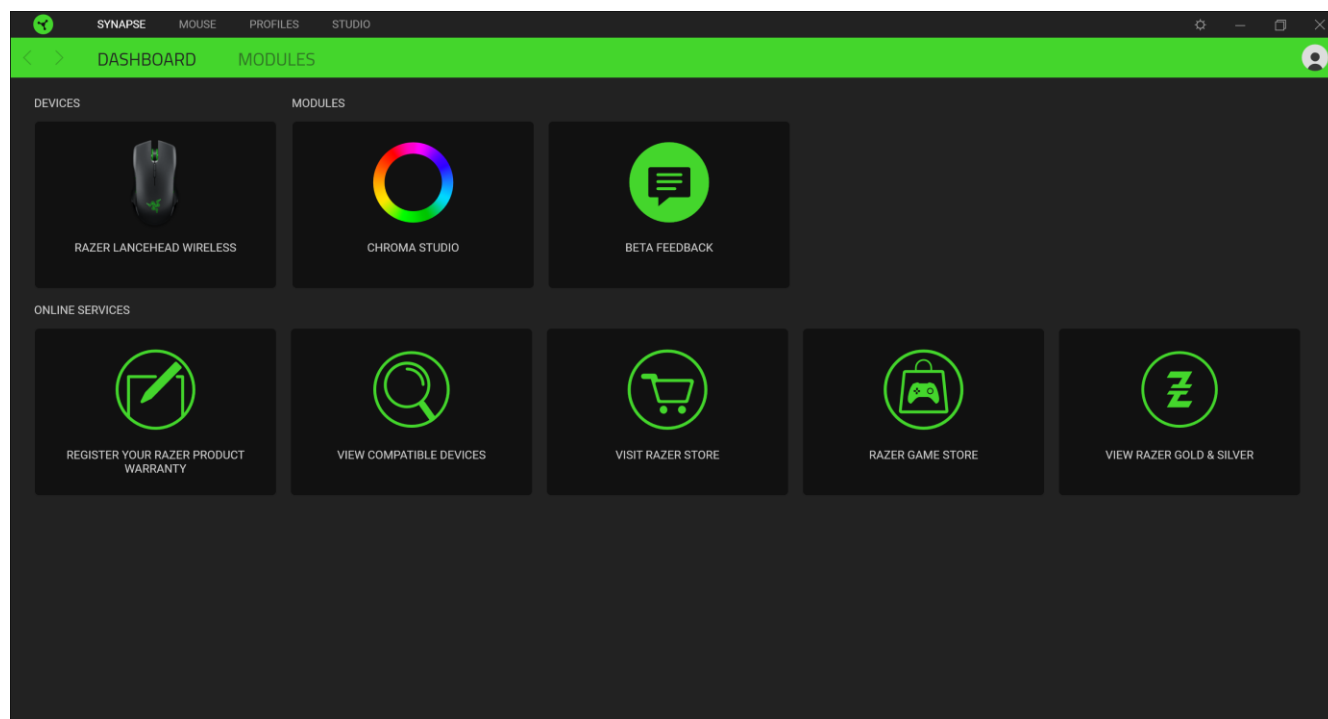 SYNAPSE MOUSE PROFILES STUDIO
DASHBOARD MODULES
DEVICES MODULES
RAZER LANCEHEAD WIRELESS CHROMA STUDIO BETA FEEDBACK
ONLINE SERVICES
REGISTER YOUR RAZER PRODUCT
WARRANTY
VIEW COMPATIBLE DEVICES
VISIT RAZER STORE
RAZER GAME STORE
VIEW RAZER GOLD & SILVER